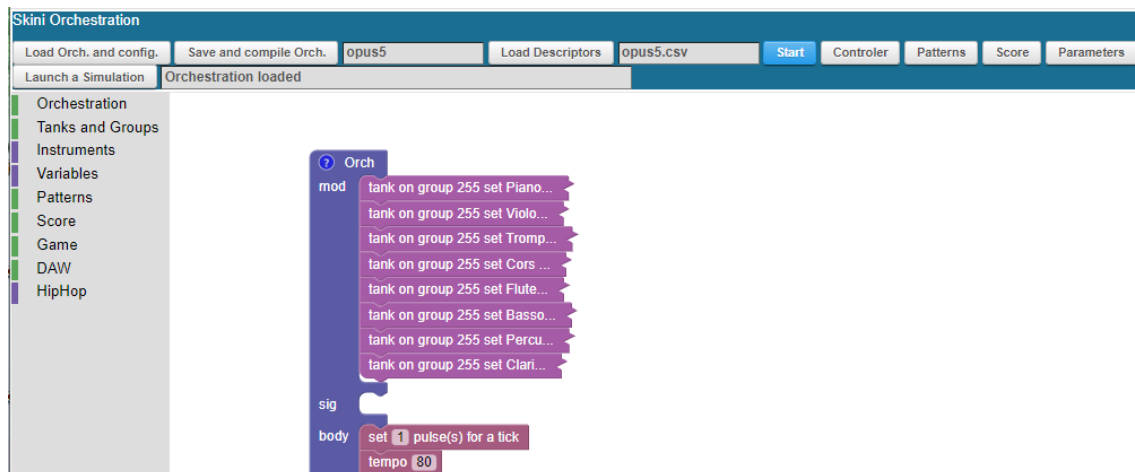 Skini Orchestration
Load Orch. and config. Save and compile Orch. opus5 Load Descriptors opus5.csv Start Controler Patterns Score Parameters
Launch a Simulation Orchestration loaded
Orchestration
Tanks and Groups
Instruments
Variables
Patterns
Score
Game
DAW
HipHop
? Orch
mod tank on group 255 set Piano...
tank on group 255 set Violo...
tank on group 255 set Tromp...
tank on group 255 set Cors ...
tank on group 255 set Flute...
tank on group 255 set Basso...
tank on group 255 set Percu...
tank on group 255 set Clari...
sig
body set 1 pulse(s) for a tick
tempo 80